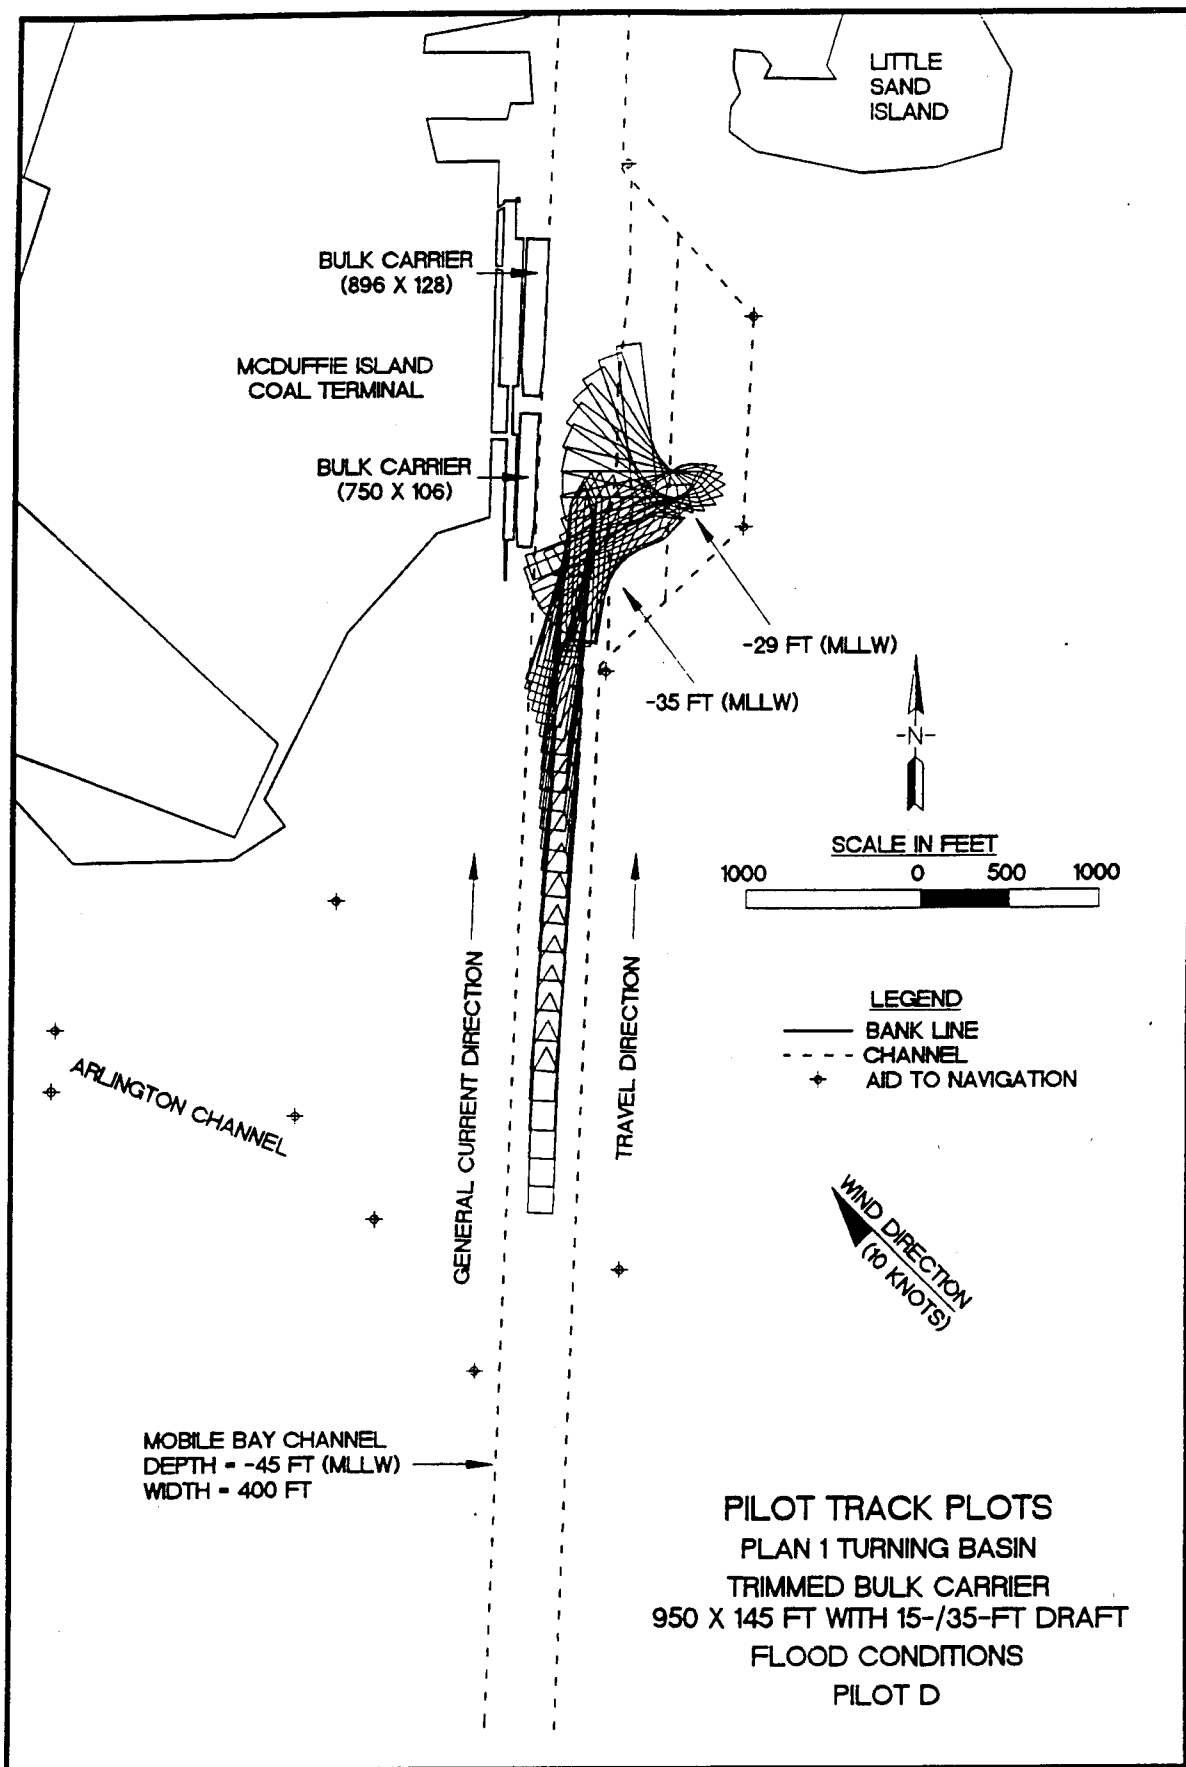 LITTLE
SAND
ISLAND
BULK CARRIER
(896 X 128)
MCDUFFIE ISLAND
COAL TERMINAL
BULK CARRIER
(750 X 106)
-29 FT (MLLW)
-35 FT (MLLW)
-N-
SCALE IN FEET
1000 0 500 1000
GENERAL CURRENT DIRECTION
TRAVEL DIRECTION
LEGEND
BANK LINE
CHANNEL
AID TO NAVIGATION
ARLINGTON CHANNEL
WIND DIRECTION
(10 KNOTS)
MOBILE BAY CHANNEL
DEPTH = -45 FT (MLLW)
WIDTH = 400 FT
PILOT TRACK PLOTS
PLAN 1 TURNING BASIN
TRIMMED BULK CARRIER
950 X 145 FT WITH 15-/35-FT DRAFT
FLOOD CONDITIONS
PILOT D